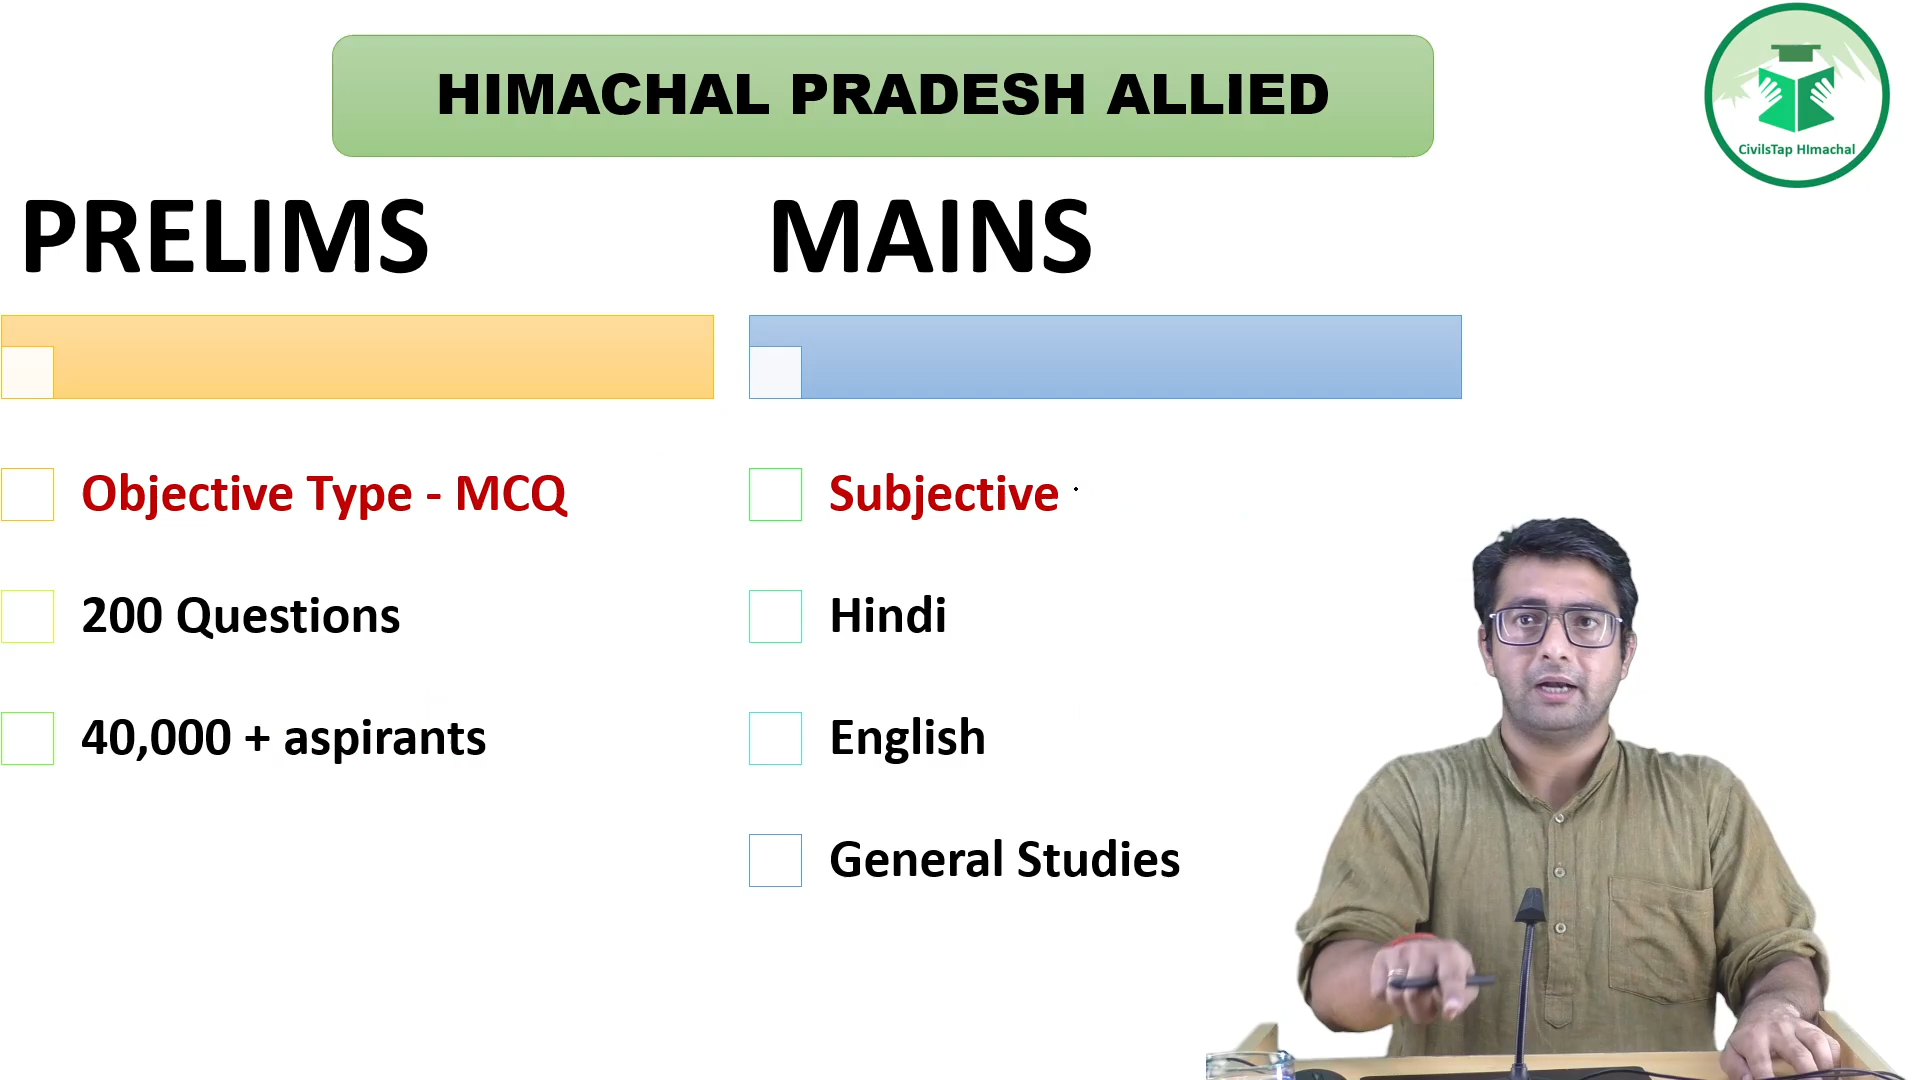 HIMACHAL PRADESH ALLIED
CivilsTap HImachal
PRELIMS
Objective Type - MCQ
200 Questions
40,000 + aspirants
MAINS
Subjective
Hindi
English
General Studies